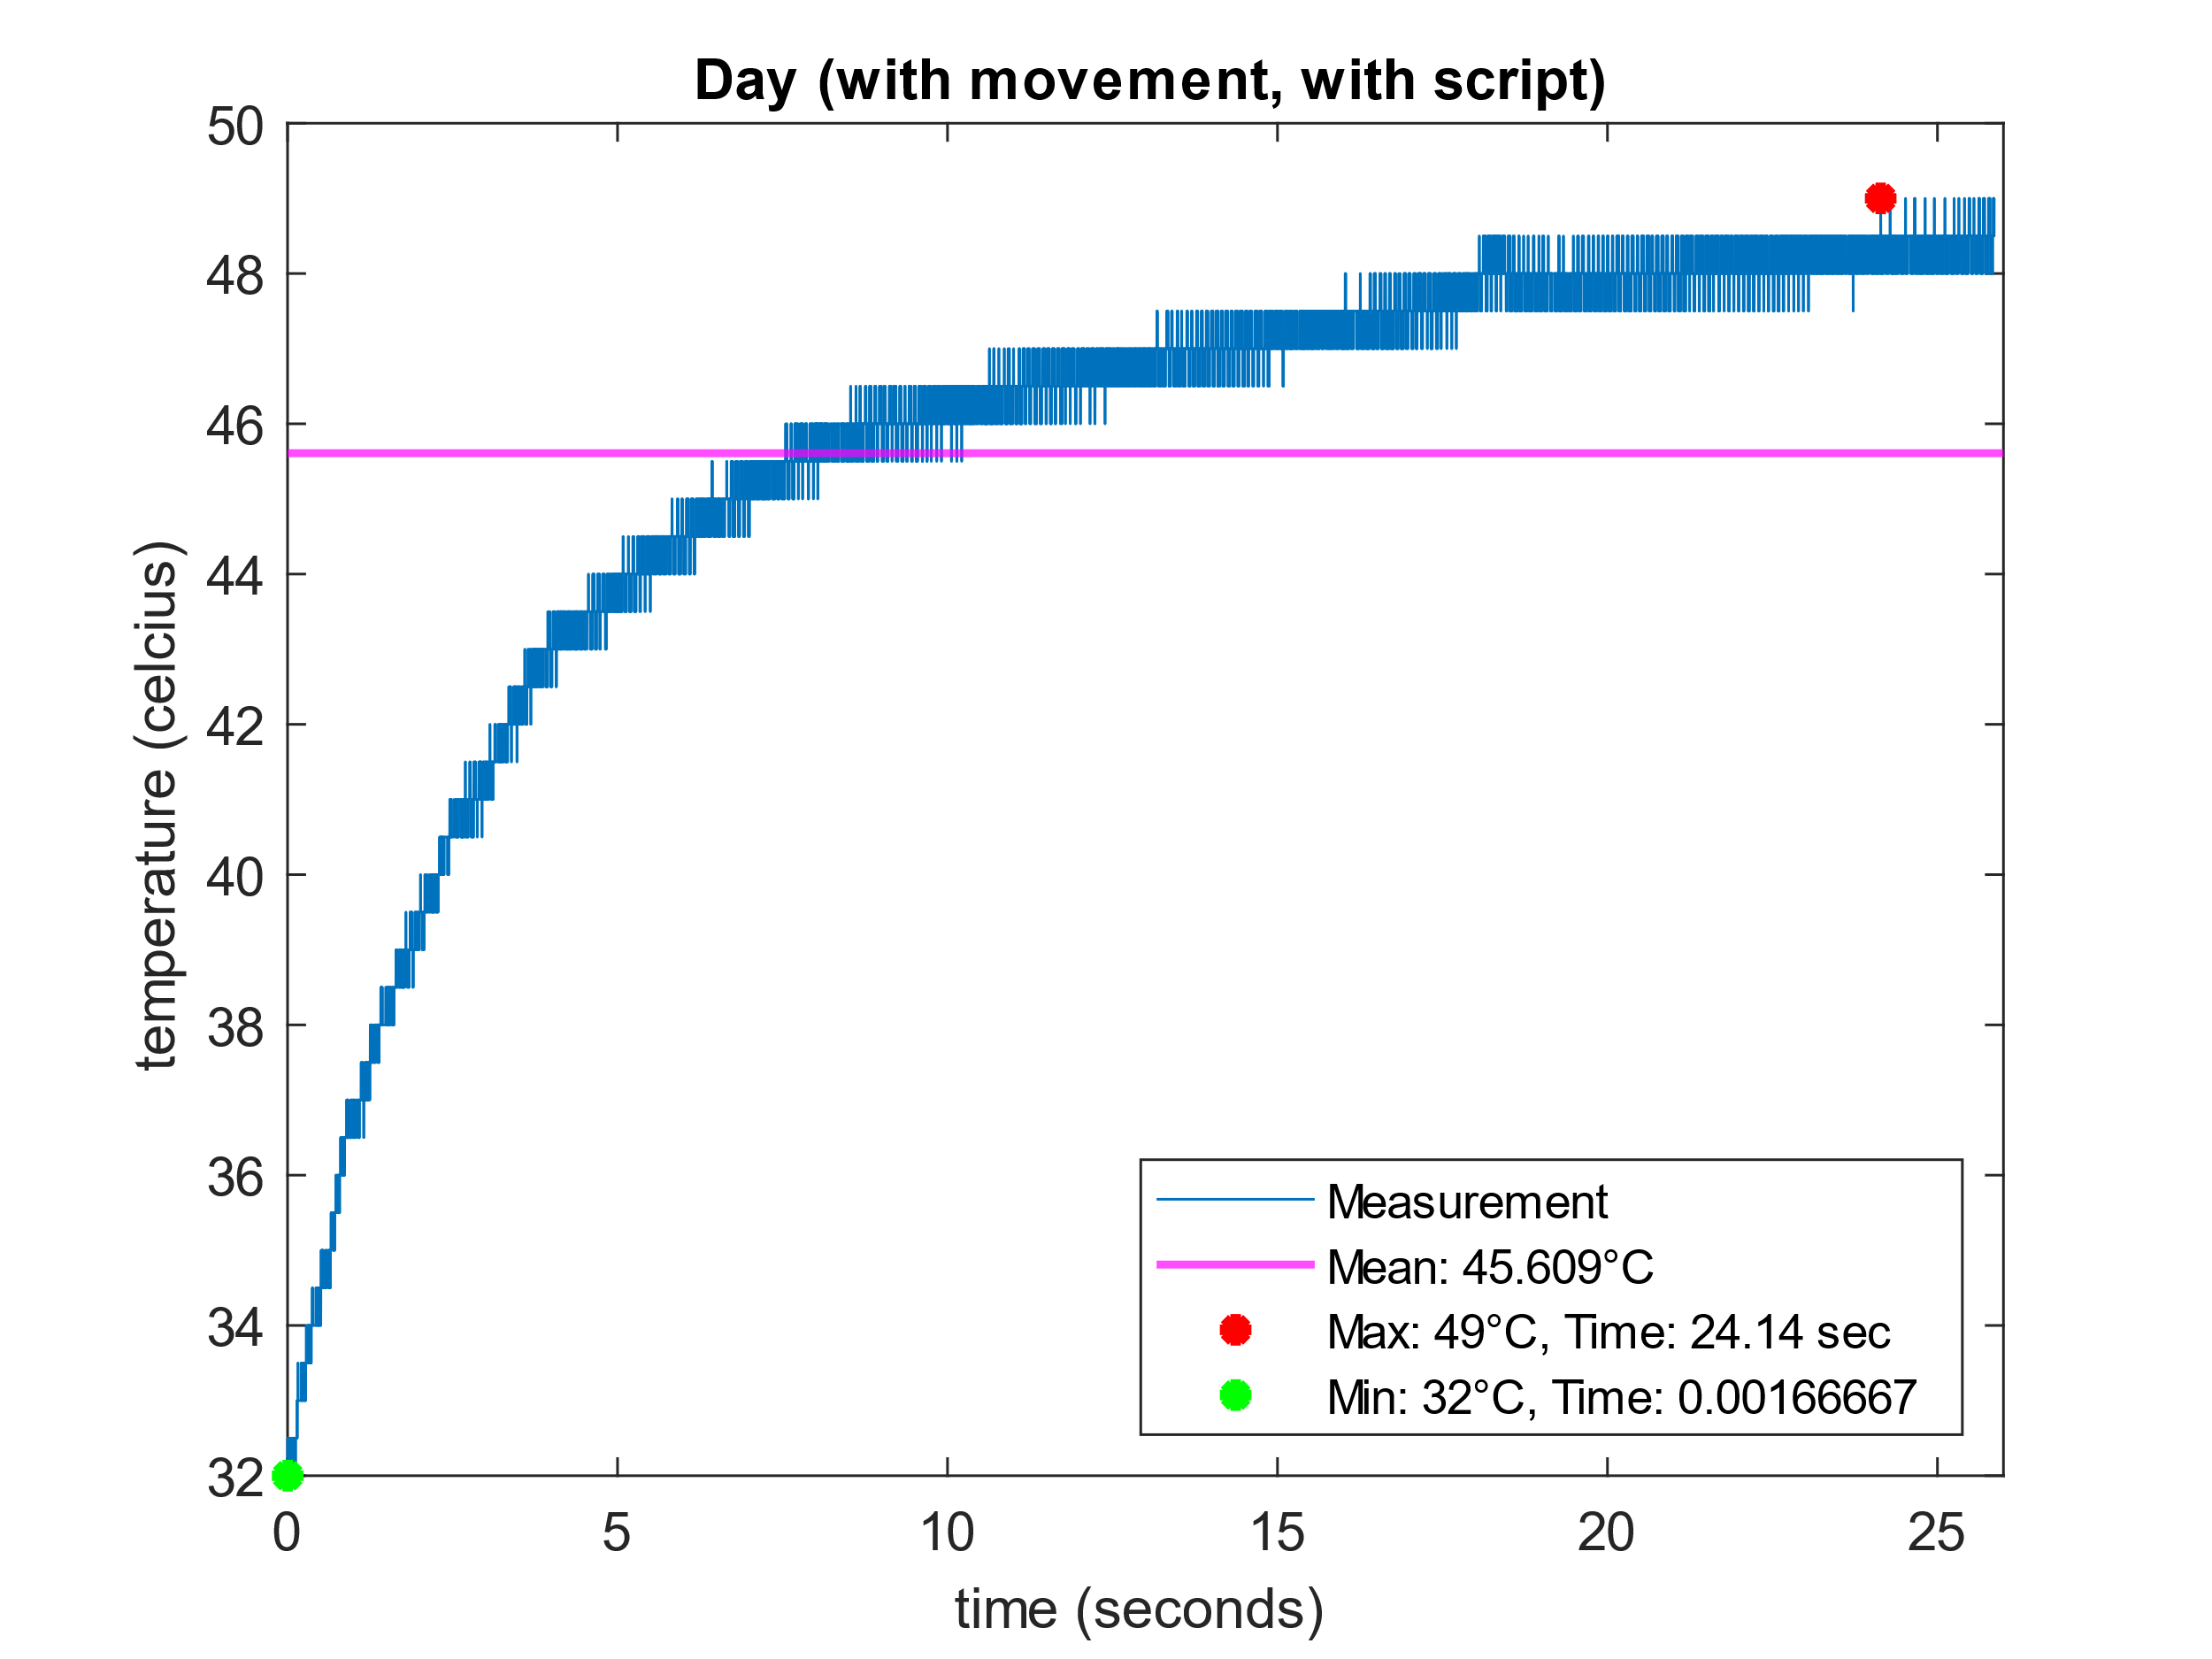 Day (with movement, with script)
50
48
46
44
42
40
38
36
34
32
temperature (celcius)
Measurement
Mean: 45.609°C
Max: 49°C, Time: 24.14 sec
Min: 32°C, Time: 0.00166667
0 5 10 15 20 25
time (seconds)